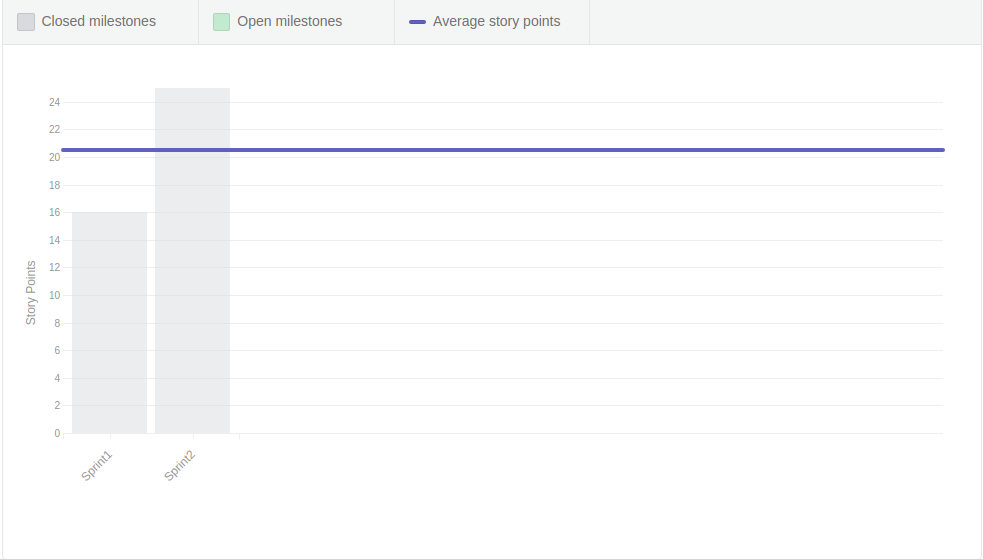 Closed milestones
Open milestones
Average story points
24
22
20
18
16
14
12
10
8
6
4
2
0
Story Points
Sprint1
Sprint2